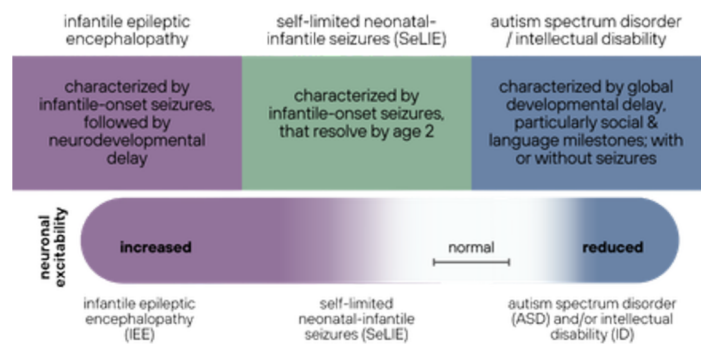 infantile epileptic
encephalopathy
self-limited neonatal-
infantile seizures (SeLIE)
autism spectrum disorder
/ intellectual disability
characterized by
infantile-onset seizures,
followed by
neurodevelopmental
delay
characterized by
infantile-onset seizures,
that resolve by age 2
characterized by global
developmental delay,
particularly social &
language milestones; with
or without seizures
neuronal
excitability
increased
normal
reduced
infantile epileptic
encephalopathy
(IEE)
self-limited
neonatal-infantile
seizures (SeLIE)
autism spectrum disorder
(ASD) and/or intellectual
disability (ID)